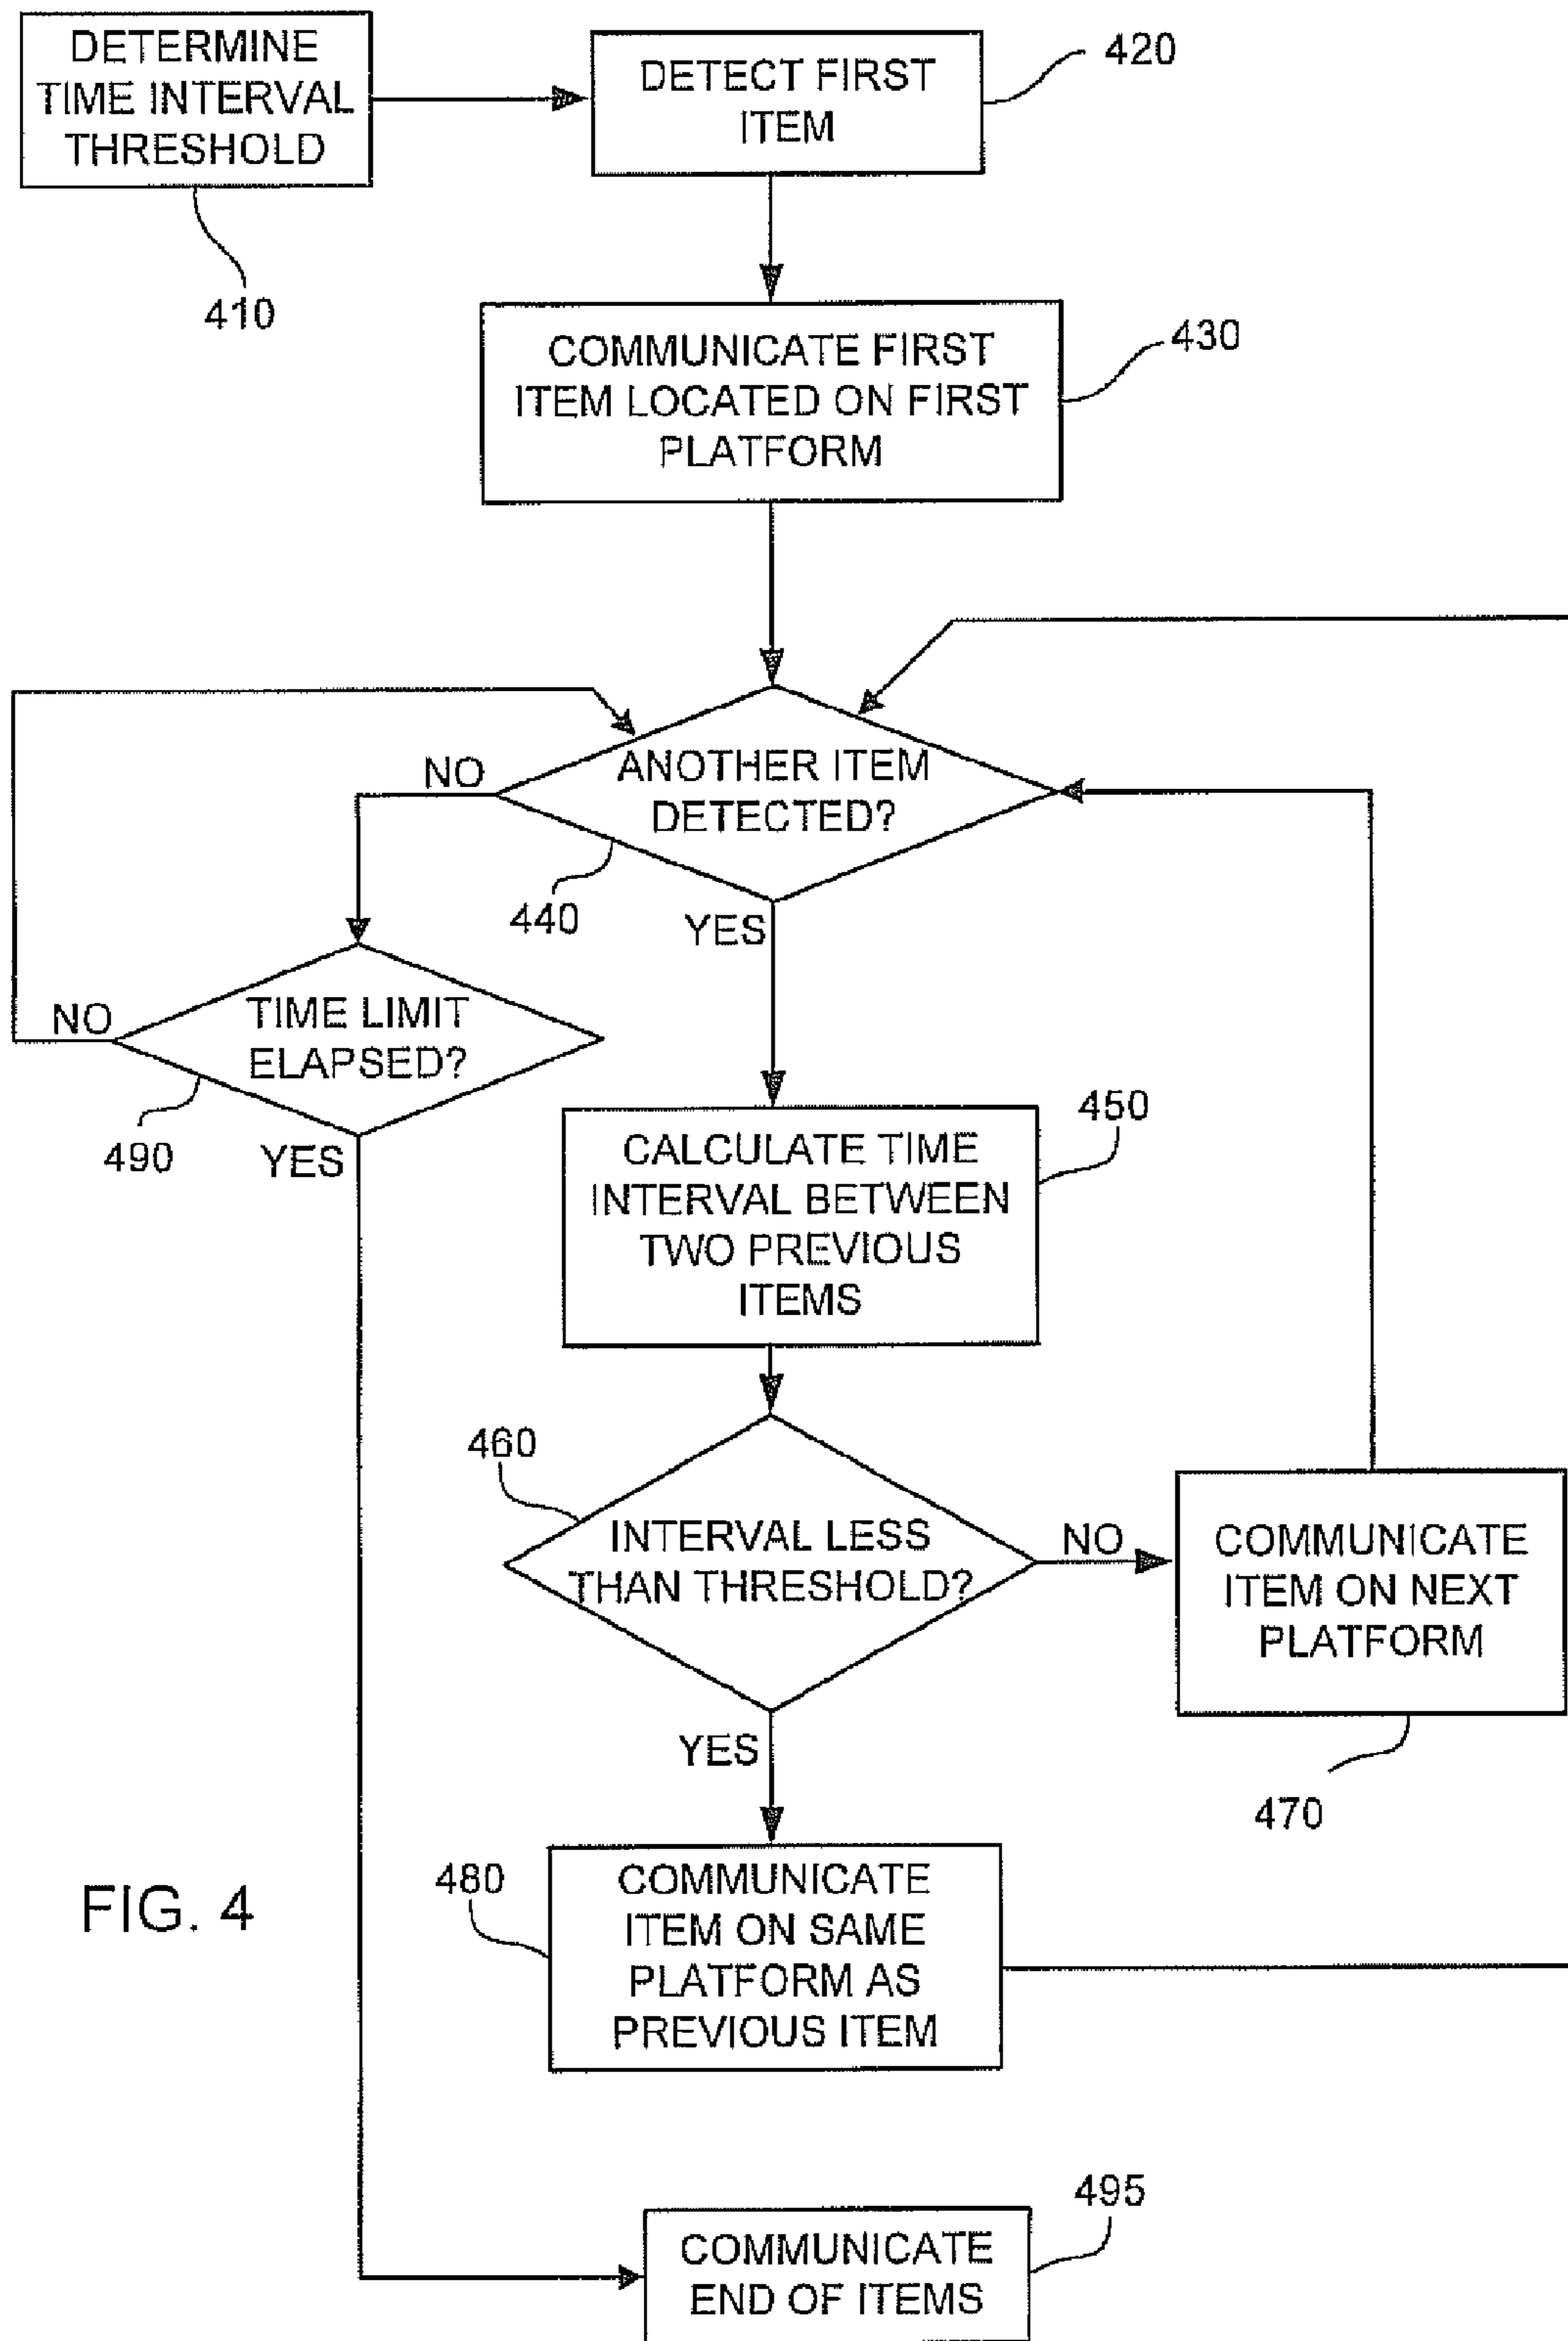 DETERMINE
TIME INTERVAL
THRESHOLD
410
DETECT FIRST
ITEM
420
COMMUNICATE FIRST
ITEM LOCATED ON FIRST
PLATFORM
430
ANOTHER ITEM
DETECTED?
NO
440
YES
TIME LIMIT
ELAPSED?
NO
490
YES
CALCULATE TIME
INTERVAL BETWEEN
TWO PREVIOUS
ITEMS
450
460
INTERVAL LESS
THAN THRESHOLD?
NO
YES
COMMUNICATE
ITEM ON NEXT
PLATFORM
470
480
COMMUNICATE
ITEM ON SAME
PLATFORM AS
PREVIOUS ITEM
FIG. 4
495
COMMUNICATE
END OF ITEMS